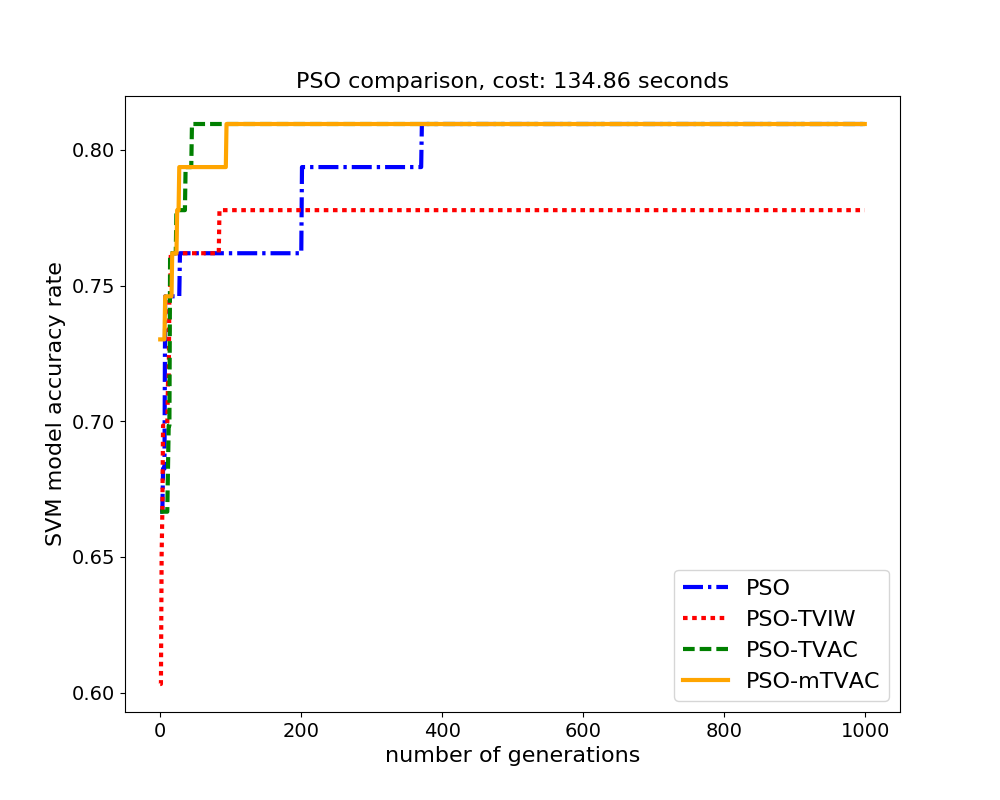 PSO comparison, cost: 134.86 seconds
SVM model accuracy rate
0.80
0.75
0.70
0.65
0.60
PSO
PSO-TVIW
PSO-TVAC
PSO-mTVAC
0 200 400 600 800 1000
number of generations